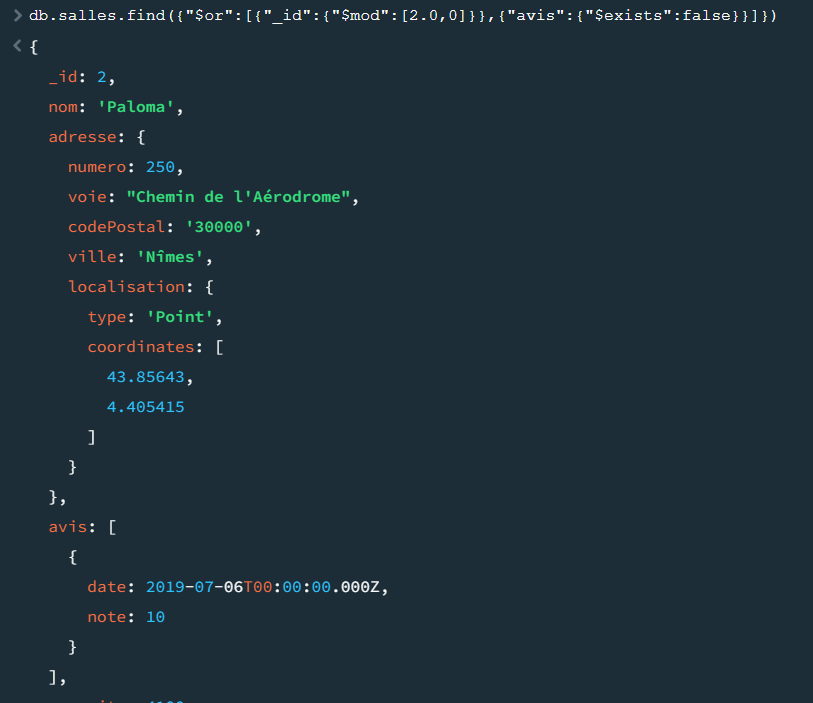 db.salles.find({"$or":[{"_id":{"$mod":[2.0,0]}},{"avis":{"$exists":false}}]})
{
_id: 2,
nom: 'Paloma',
adresse: {
numero: 250,
voie: "Chemin de l'Aérodrome",
codePostal: '30000',
ville: 'Nîmes',
localisation: {
type: 'Point',
coordinates: [
43.85643,
4.405415
]
}
},
avis: [
{
date: 2019-07-06T00:00:00.000Z,
note: 10
}
],